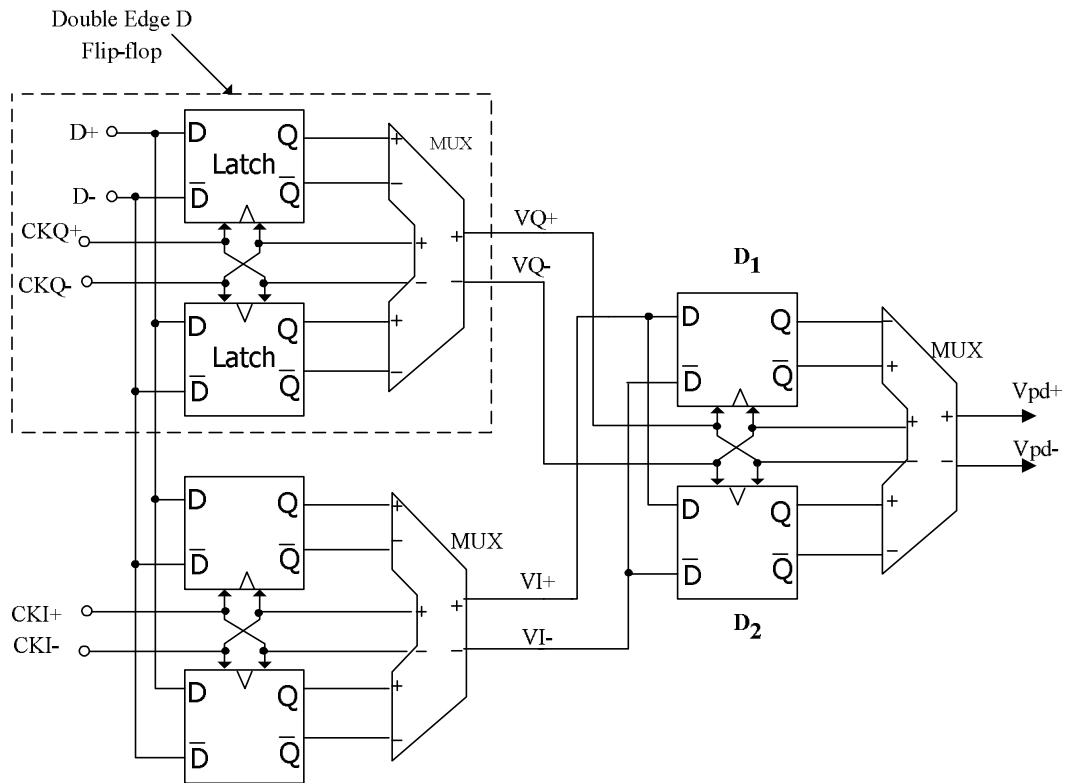 Double Edge D
Flip-flop
D+
D-
CKQ+
CKQ-
D Q
Latch
D̅ Q̅
D Q
Latch
D̅ Q̅
+
−
+
−
+
−
MUX
+
−
VQ+
VQ-
D Q
D̅ Q̅
CKI+
CKI-
D Q
D̅ Q̅
+
−
+
−
+
−
MUX
+
−
VI+
VI-
D1
D Q
D̅ Q̅
D Q
D̅ Q̅
D2
−
+
+
−
+
−
MUX
+
−
Vpd+
Vpd-